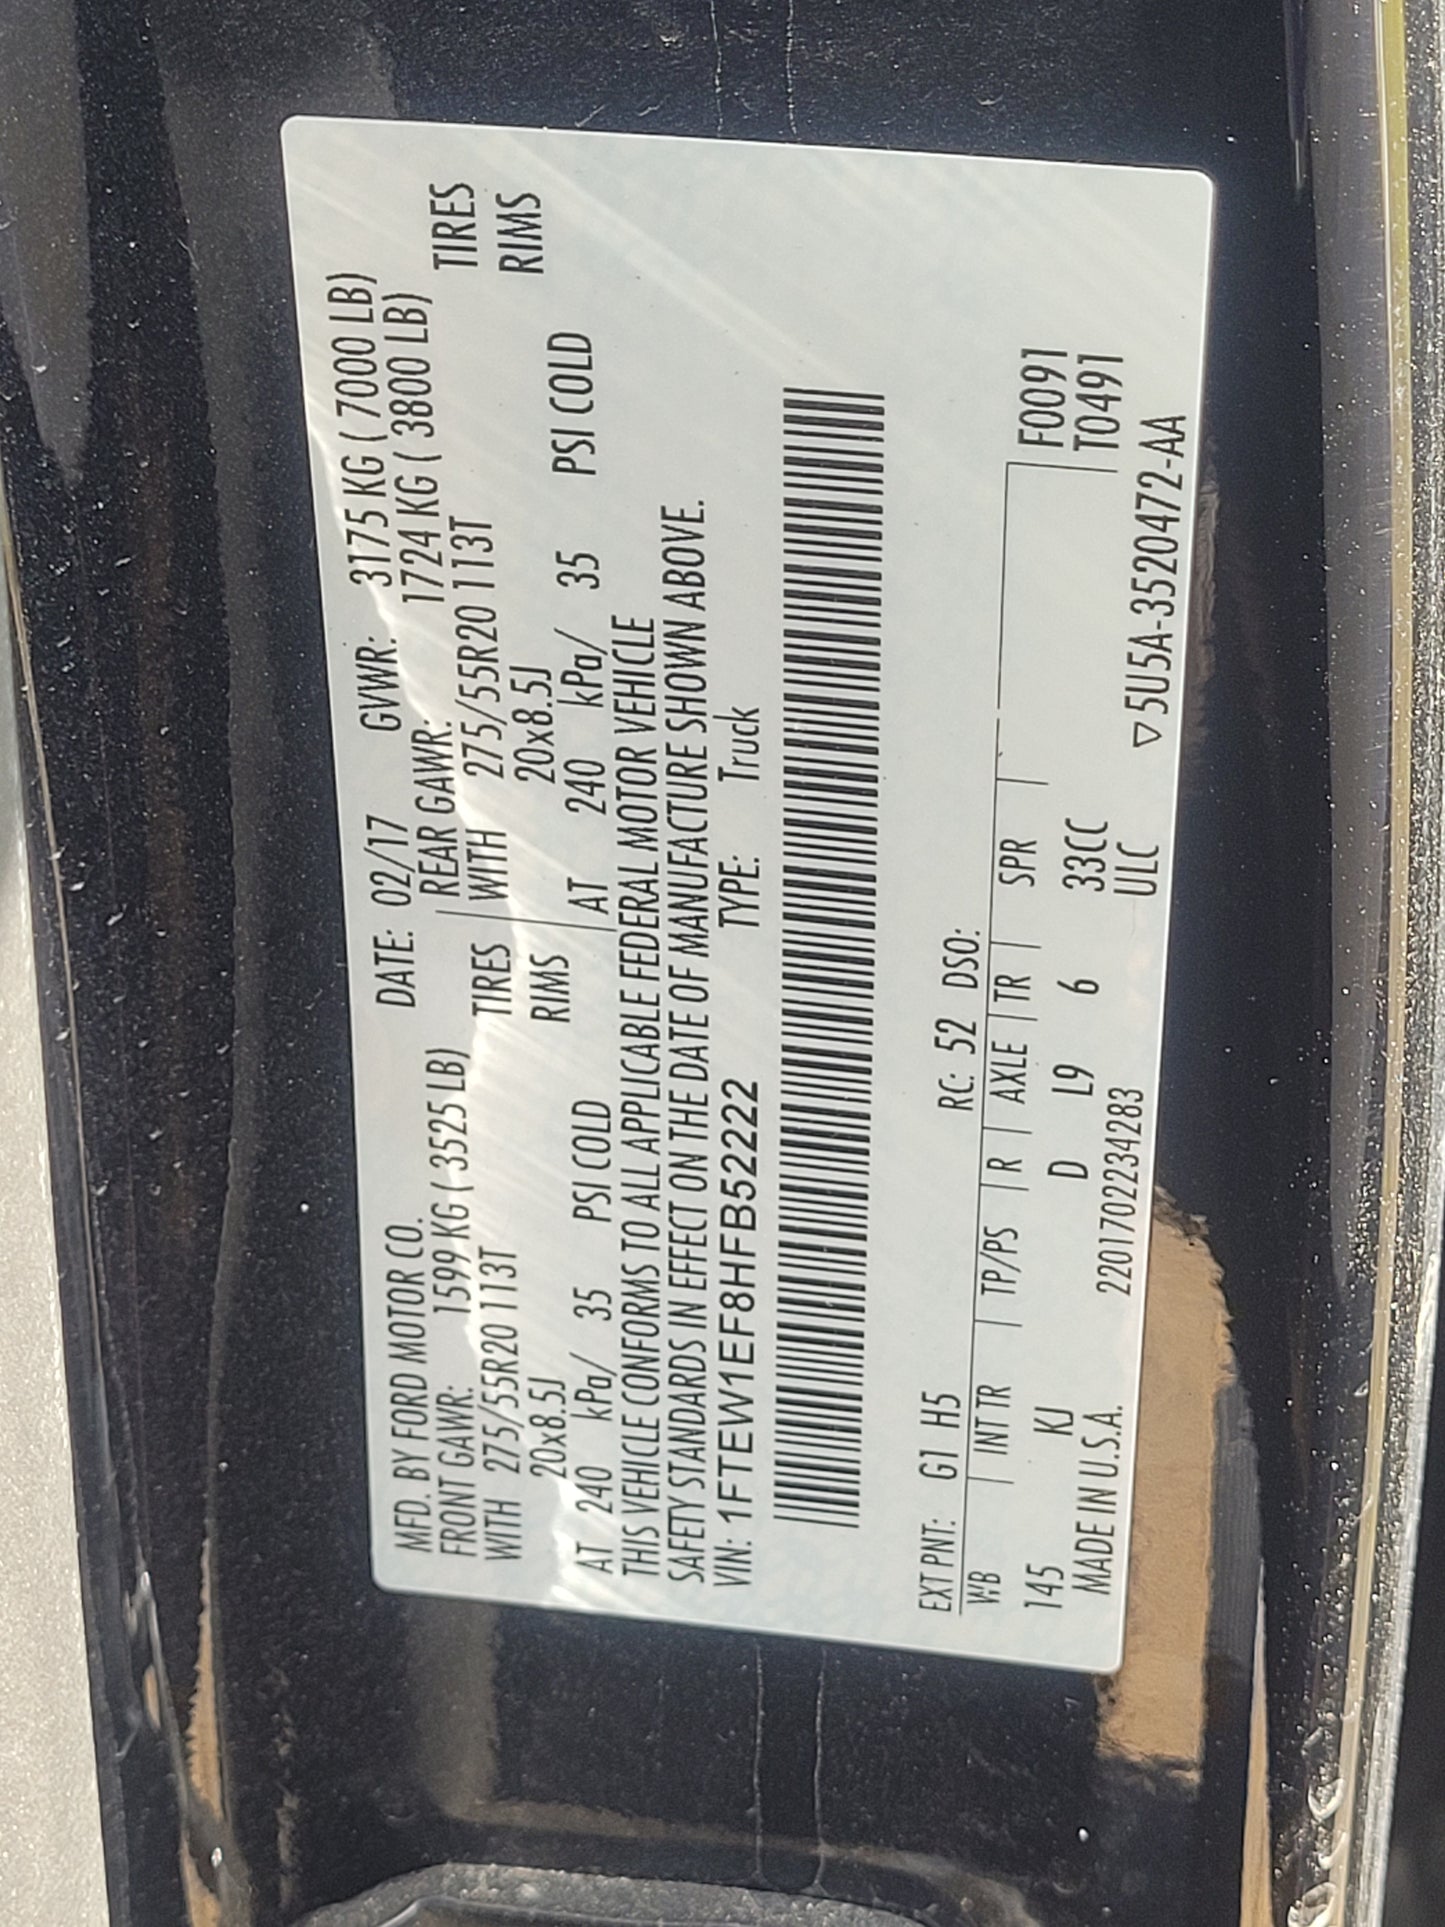 MFD. BY FORD MOTOR CO. DATE: 02/17 GVWR: 3175 KG ( 7000 LB)
FRONT GAWR: 1599 KG ( 3525 LB) REAR GAWR: 1724 KG ( 3800 LB)
WITH 275/55R20 113T TIRES WITH 275/55R20 113T TIRES
20x8.5J RIMS 20x8.5J RIMS
AT 240 kPa/ 35 PSI COLD AT 240 kPa/ 35 PSI COLD
THIS VEHICLE CONFORMS TO ALL APPLICABLE FEDERAL MOTOR VEHICLE
SAFETY STANDARDS IN EFFECT ON THE DATE OF MANUFACTURE SHOWN ABOVE.
VIN: 1FTEW1EF8HFB52222 TYPE: Truck
EXT PNT: G1 H5 RC: 52 DSO:
WB INT TR TP/PS R AXLE TR SPR
145 KJ D L9 6 33CC F0091
MADE IN U.S.A. 2201702234283 ULC T0491
▽5U5A-3520472-AA